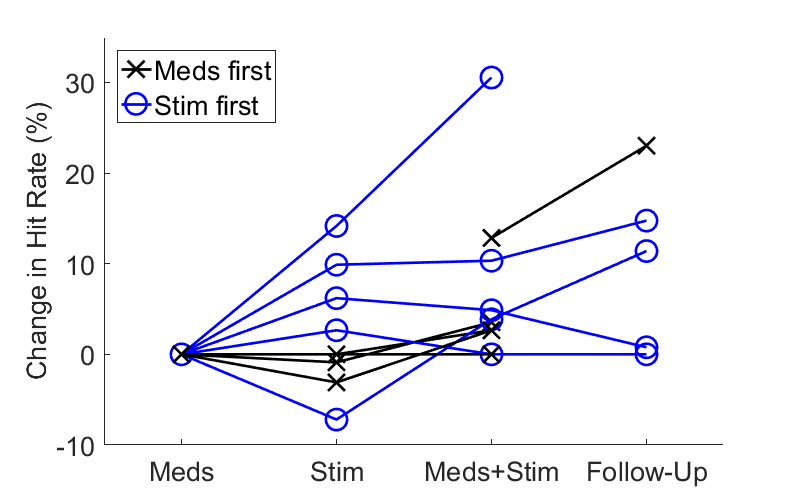 Meds first
Stim first
Change in Hit Rate (%)
30
20
10
0
-10
Meds Stim Meds+Stim Follow-Up